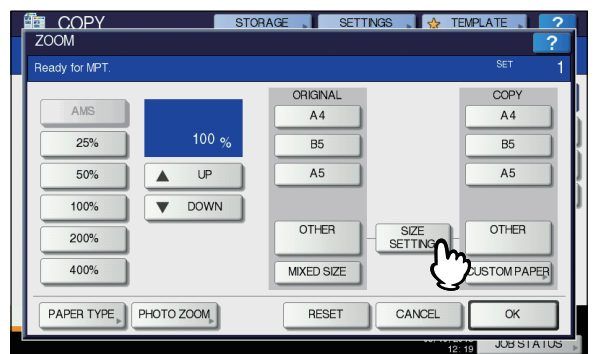 COPY STORAGE SETTINGS TEMPLATE ?
ZOOM ?
Ready for MPT. SET 1
ORIGINAL COPY
AMS A4 A4
25% 100 % B5 B5
50% UP A5 A5
100% DOWN
200% OTHER SIZE SETTING OTHER
400% MIXED SIZE CUSTOM PAPER
PAPER TYPE PHOTO ZOOM RESET CANCEL OK
12: 19 JOB STATUS